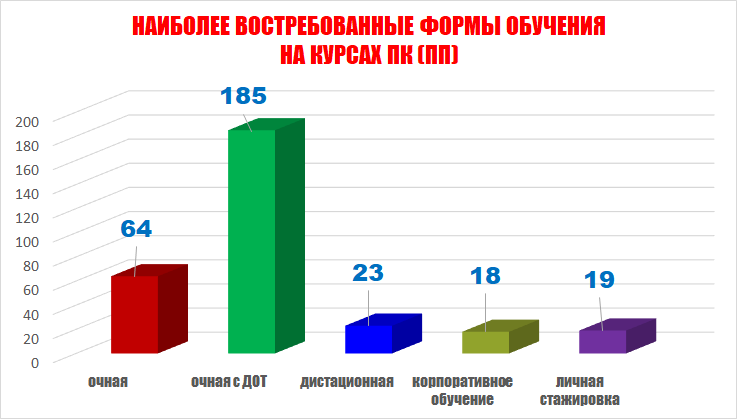 НАИБОЛЕЕ ВОСТРЕБОВАННЫЕ ФОРМЫ ОБУЧЕНИЯ
НА КУРСАХ ПК (ПП)
185
200
180
160
140
120
100
80
60
40
20
0
64
23
18
19
очная
очная с ДОТ
дистационная
корпоративное
обучение
личная
стажировка